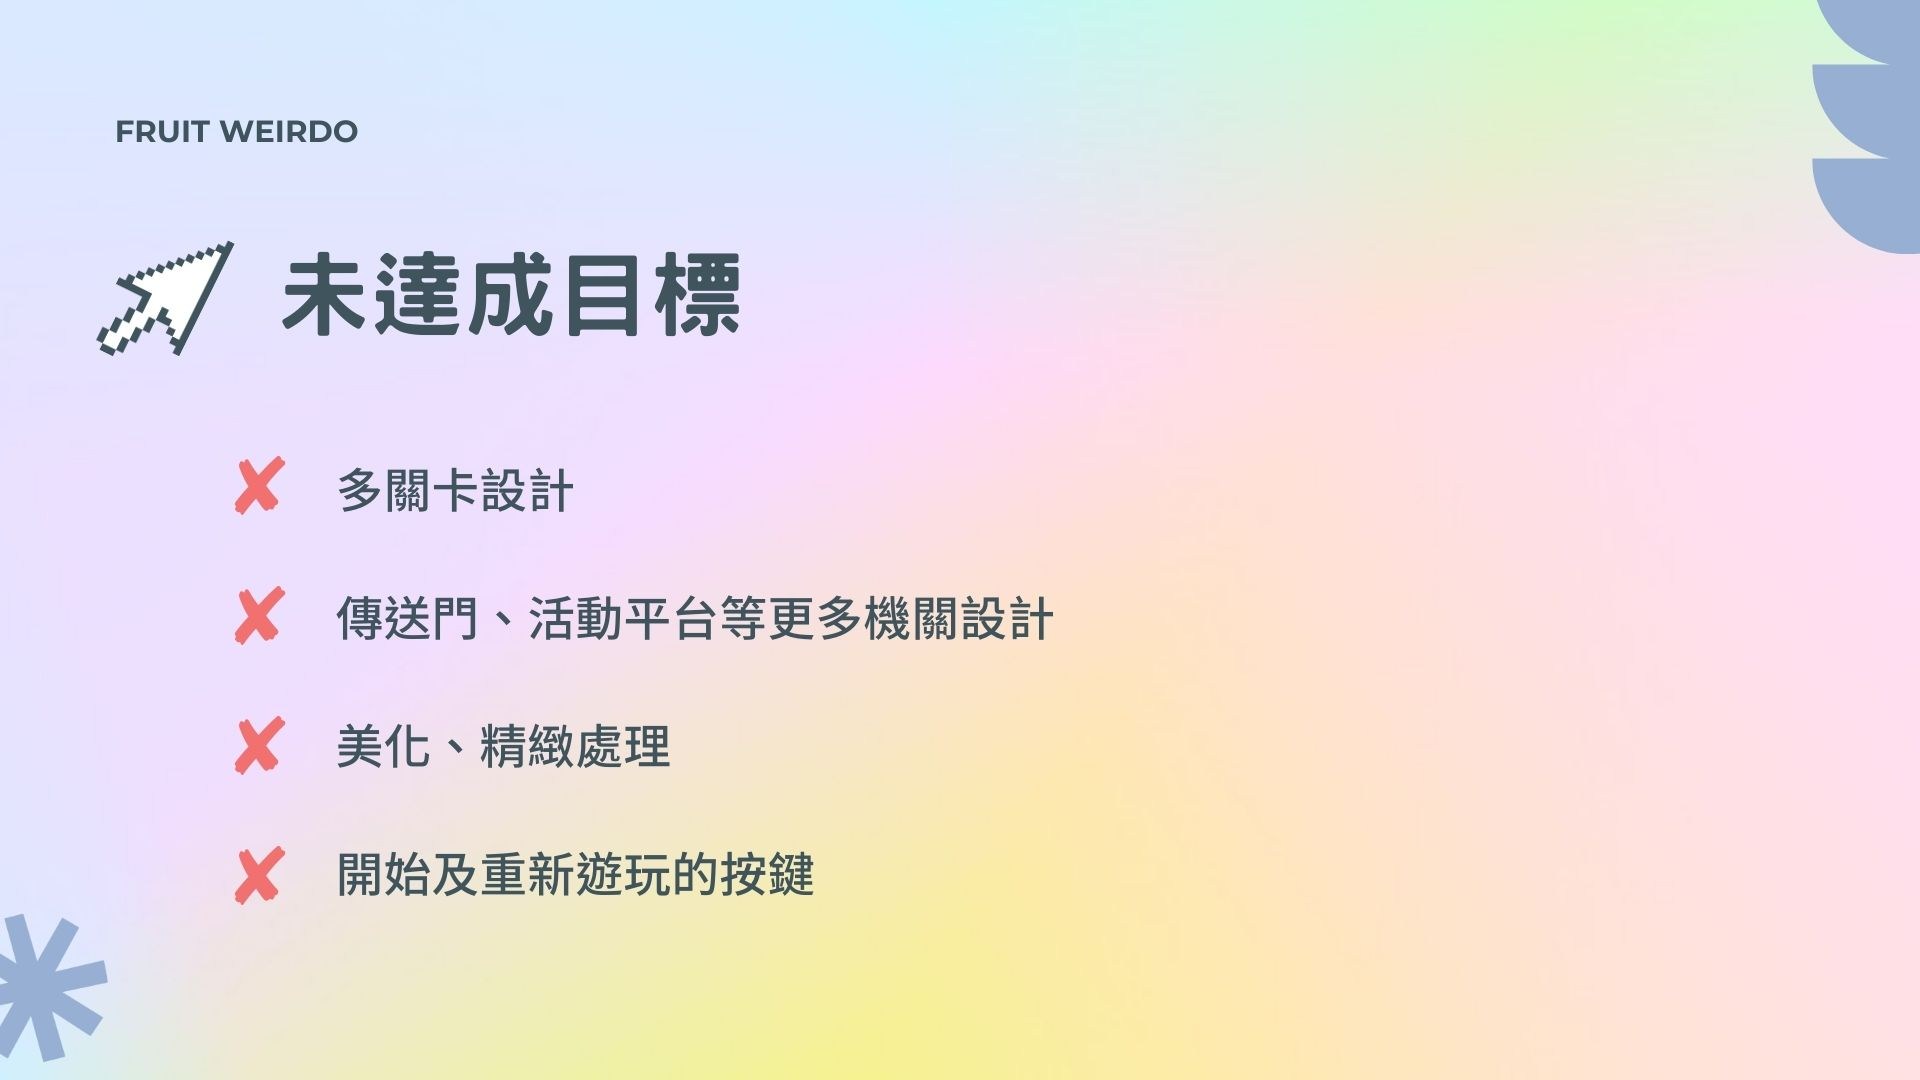 FRUIT WEIRDO
未達成目標
多關卡設計
傳送門、活動平台等更多機關設計
美化、精緻處理
開始及重新遊玩的按鍵